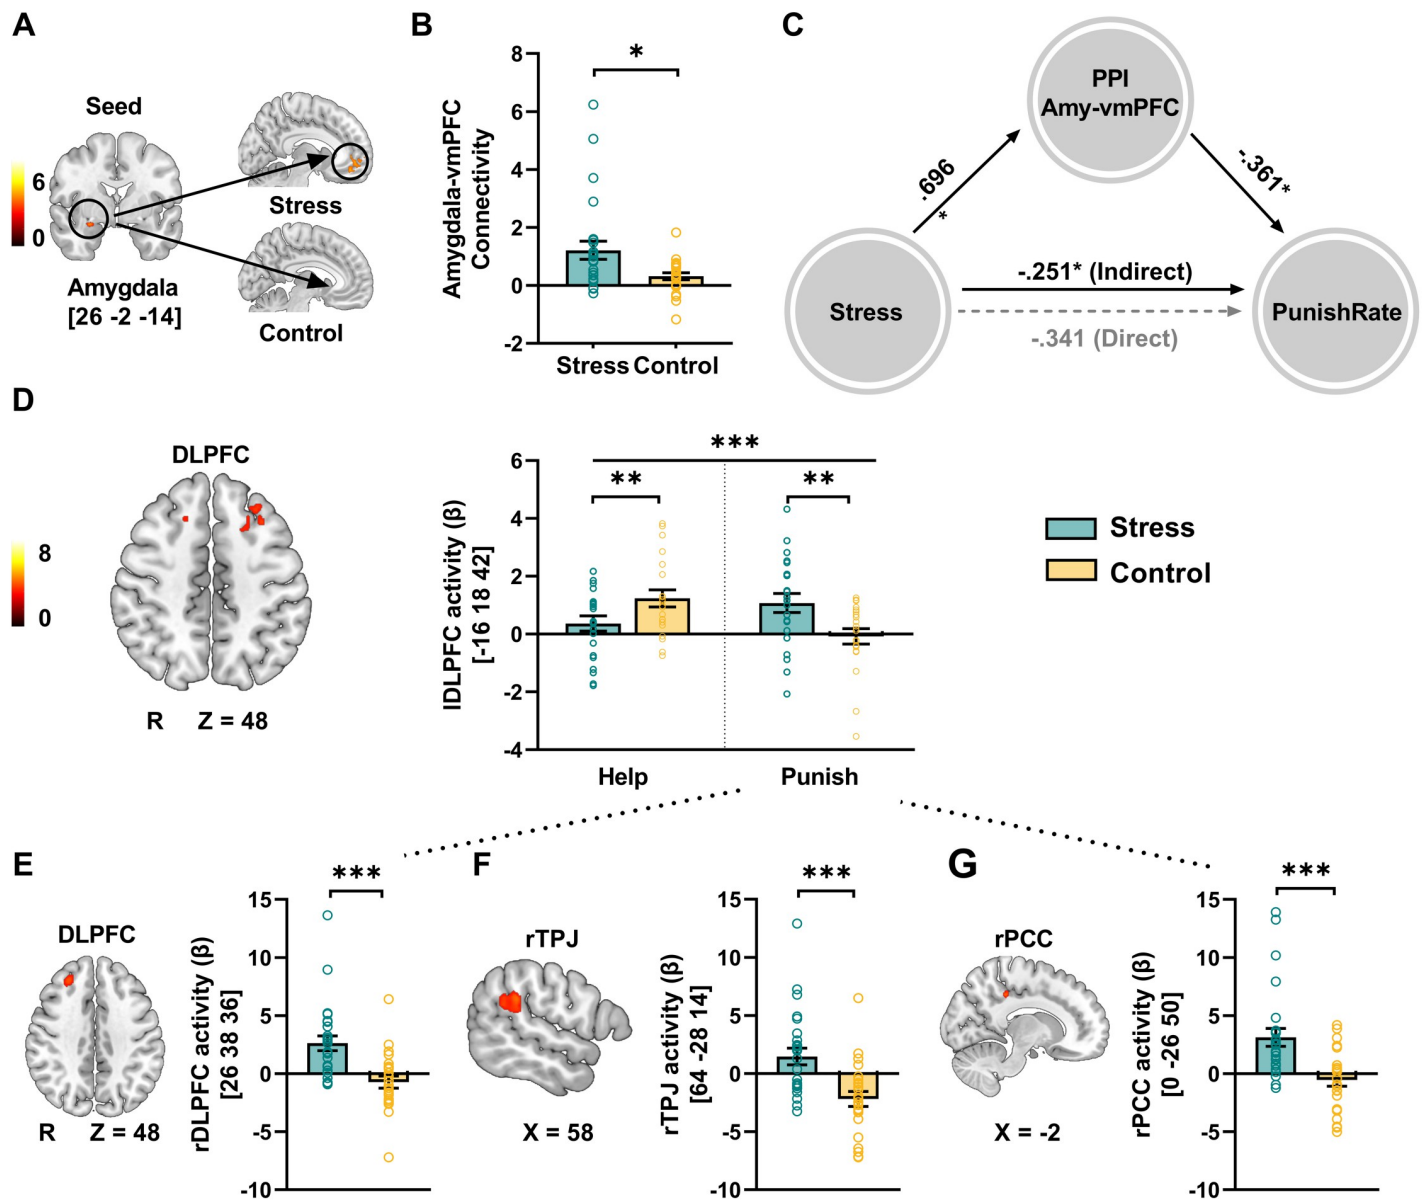 A
Seed
6
0
Amygdala
[26 -2 -14]
Stress
Control
B
Amygdala-vmPFC
Connectivity
8
6
4
2
0
-2
*
Stress Control
C
PPI
Amy-vmPFC
.696
*
-.361*
Stress
-.251* (Indirect)
-.341 (Direct)
PunishRate
D
DLPFC
8
0
R Z = 48
lDLPFC activity (β)
[-16 18 42]
6
4
2
0
-2
-4
***
**
**
Help
Punish
Stress
Control
E
DLPFC
R Z = 48
rDLPFC activity (β)
[26 38 36]
15
10
5
0
-5
-10
***
F
rTPJ
X = 58
rTPJ activity (β)
[64 -28 14]
15
10
5
0
-5
-10
***
G
rPCC
X = -2
rPCC activity (β)
[0 -26 50]
15
10
5
0
-5
-10
***